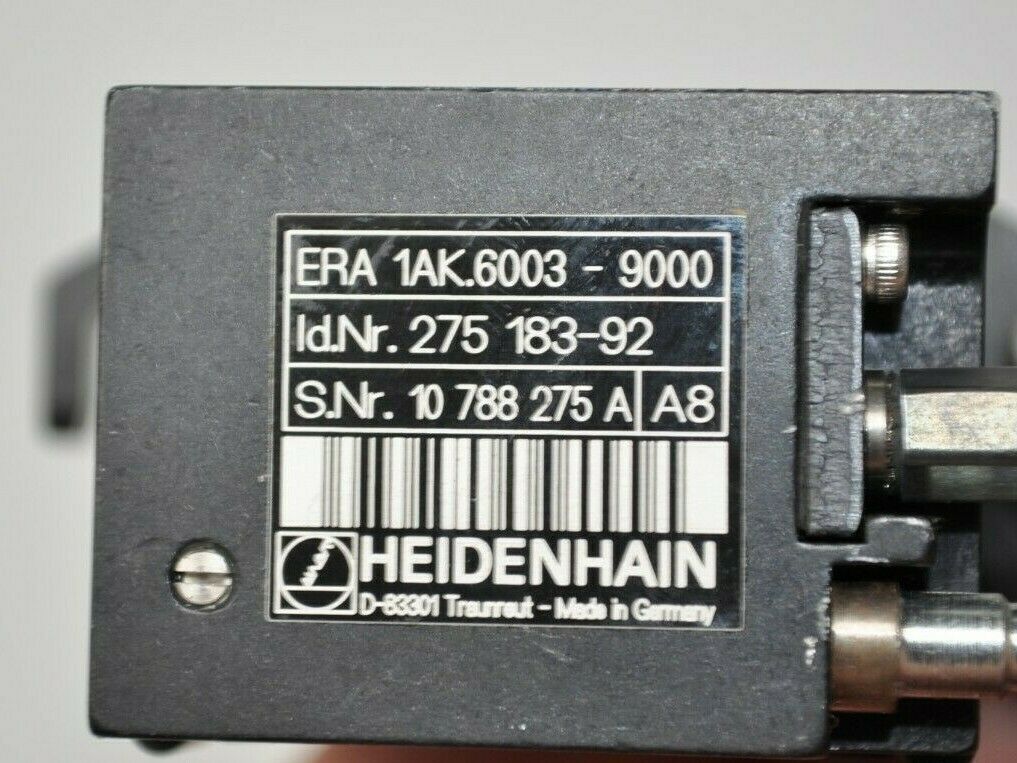 ERA 1AK.6003 - 9000
Id.Nr. 275 183-92
S.Nr. 10 788 275 A A8
HEIDENHAIN
D-83301 Traunreut - Made in Germany